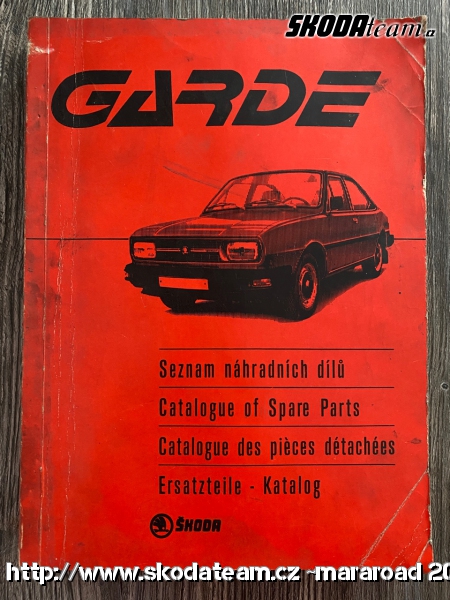 ŠKODAteam.cz
GARDE
Seznam náhradních dílů
Catalogue of Spare Parts
Catalogue des pièces détachées
Ersatzteile - Katalog
ŠKODA
http://www.skodateam.cz ~mararoad 20